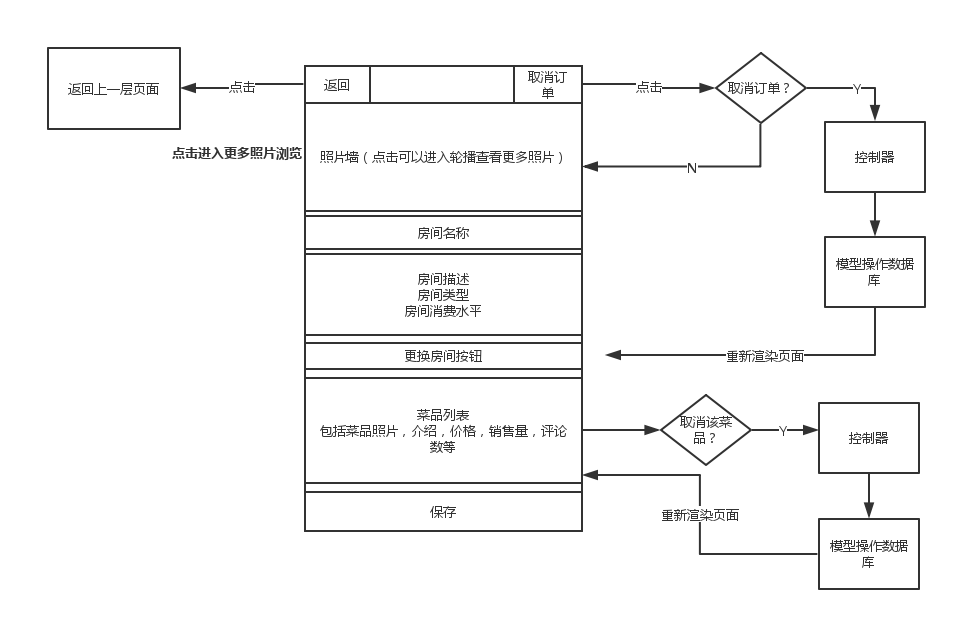 返回上一层页面
点击
返回
取消订
单
点击
取消订单？
Y
控制器
点击进入更多照片浏览
照片墙（点击可以进入轮播查看更多照片）
N
房间名称
模型操作数据
库
房间描述
房间类型
房间消费水平
更换房间按钮
重新渲染页面
菜品列表
包括菜品照片，介绍，价格，销售量，评论
数等
取消该菜
品？
Y
控制器
保存
重新渲染页面
模型操作数据
库